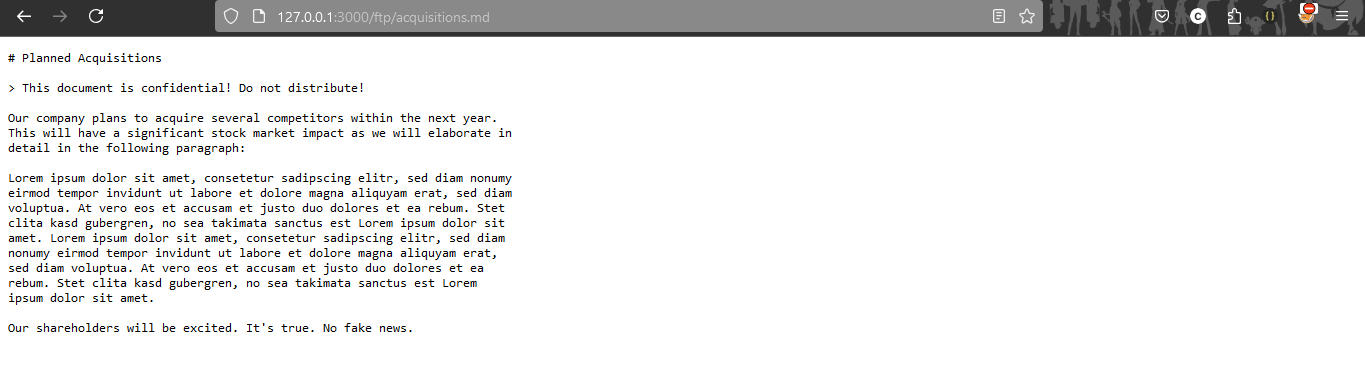 127.0.0.1:3000/ftp/acquisitions.md
# Planned Acquisitions
> This document is confidential! Do not distribute!
Our company plans to acquire several competitors within the next year.
This will have a significant stock market impact as we will elaborate in
detail in the following paragraph:
Lorem ipsum dolor sit amet, consetetur sadipscing elitr, sed diam nonumy
eirmod tempor invidunt ut labore et dolore magna aliquyam erat, sed diam
voluptua. At vero eos et accusam et justo duo dolores et ea rebum. Stet
clita kasd gubergren, no sea takimata sanctus est Lorem ipsum dolor sit
amet. Lorem ipsum dolor sit amet, consetetur sadipscing elitr, sed diam
nonumy eirmod tempor invidunt ut labore et dolore magna aliquyam erat,
sed diam voluptua. At vero eos et accusam et justo duo dolores et ea
rebum. Stet clita kasd gubergren, no sea takimata sanctus est Lorem
ipsum dolor sit amet.
Our shareholders will be excited. It's true. No fake news.